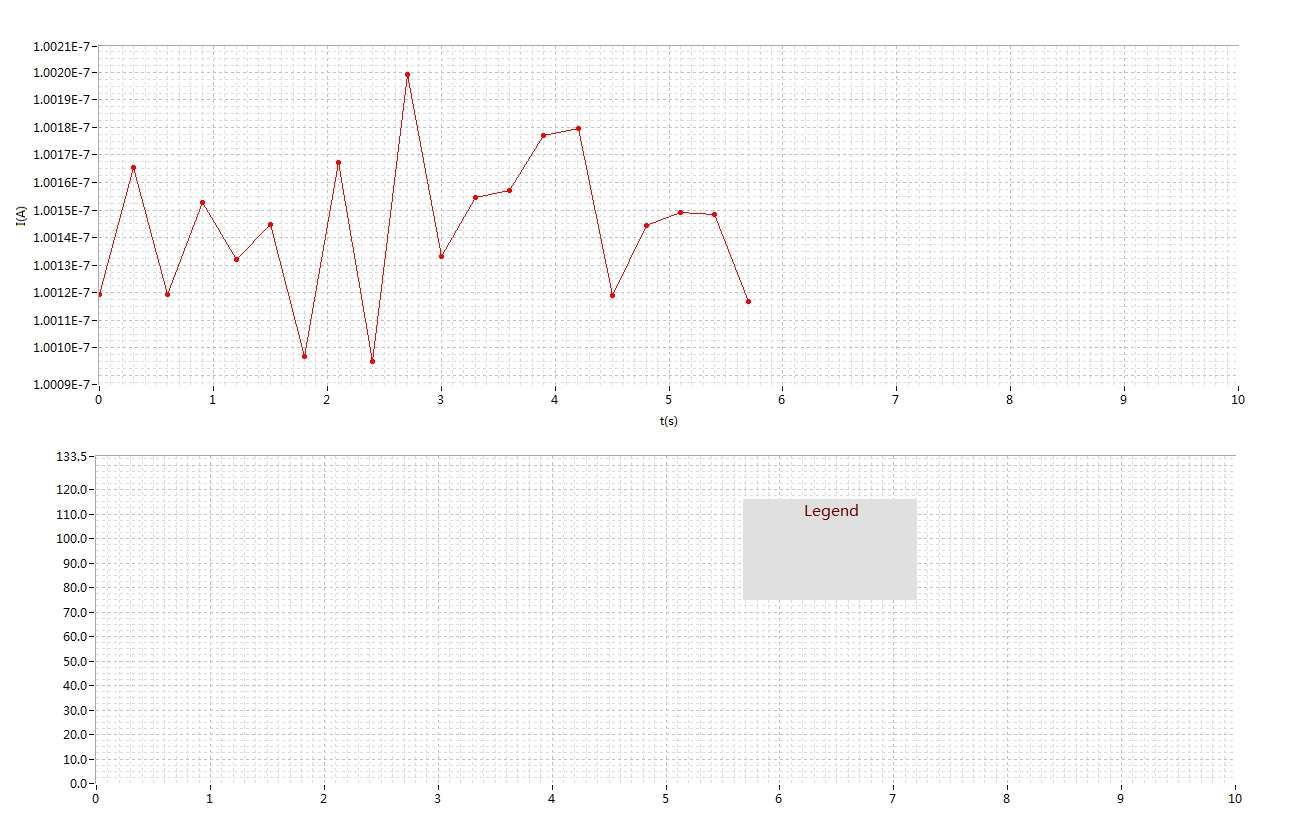 1.0021E-7
1.0020E-7
1.0019E-7
1.0018E-7
1.0017E-7
1.0016E-7
1.0015E-7
1.0014E-7
1.0013E-7
1.0012E-7
1.0011E-7
1.0010E-7
1.0009E-7
I(A)
0 1 2 3 4 5 6 7 8 9 10
t(s)
133.5
120.0
110.0
100.0
90.0
80.0
70.0
60.0
50.0
40.0
30.0
20.0
10.0
0.0
Legend
0 1 2 3 4 5 6 7 8 9 10